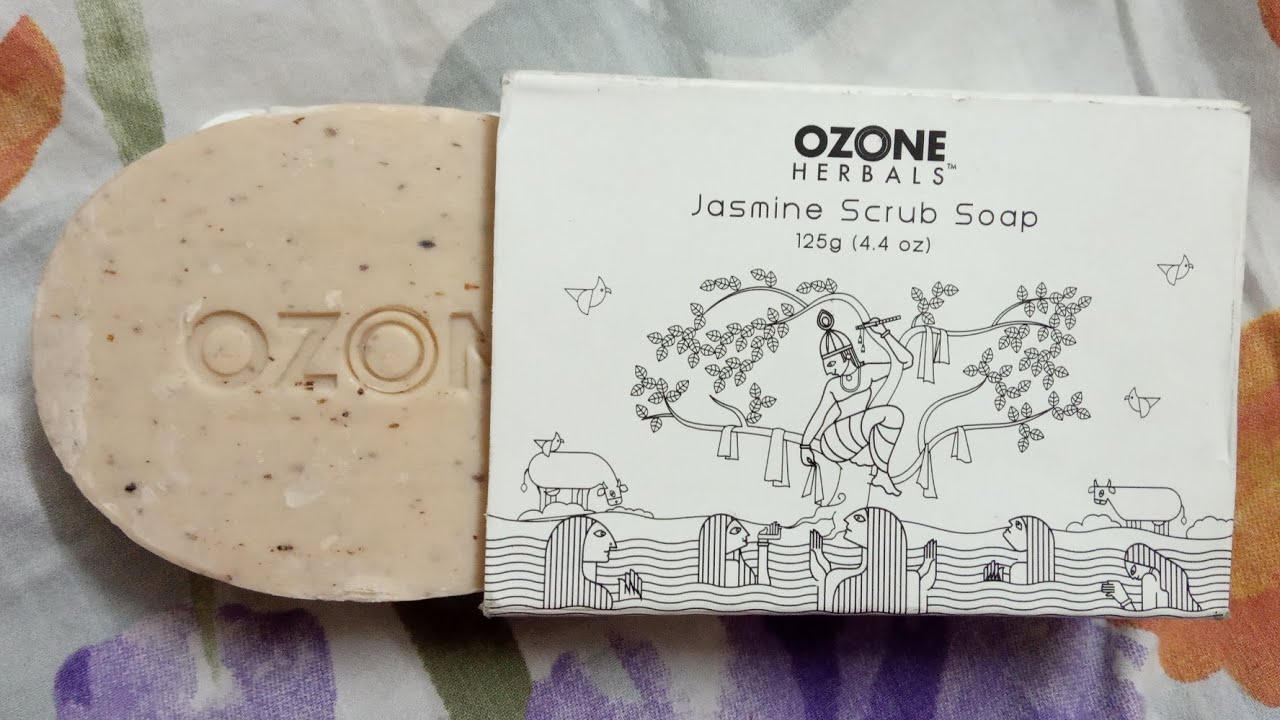 OZONE
HERBALS™
Jasmine Scrub Soap
125g (4.4 oz)
OZON